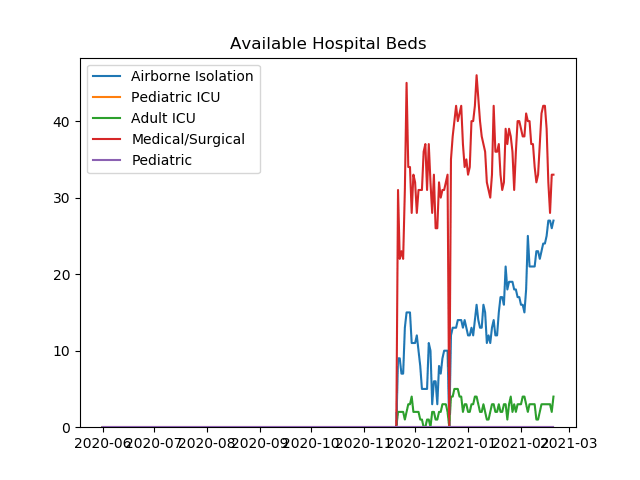 Available Hospital Beds
Airborne Isolation
Pediatric ICU
Adult ICU
Medical/Surgical
Pediatric
40
30
20
10
0
2020-06 2020-07 2020-08 2020-09 2020-10 2020-11 2020-12 2021-01 2021-02 2021-03